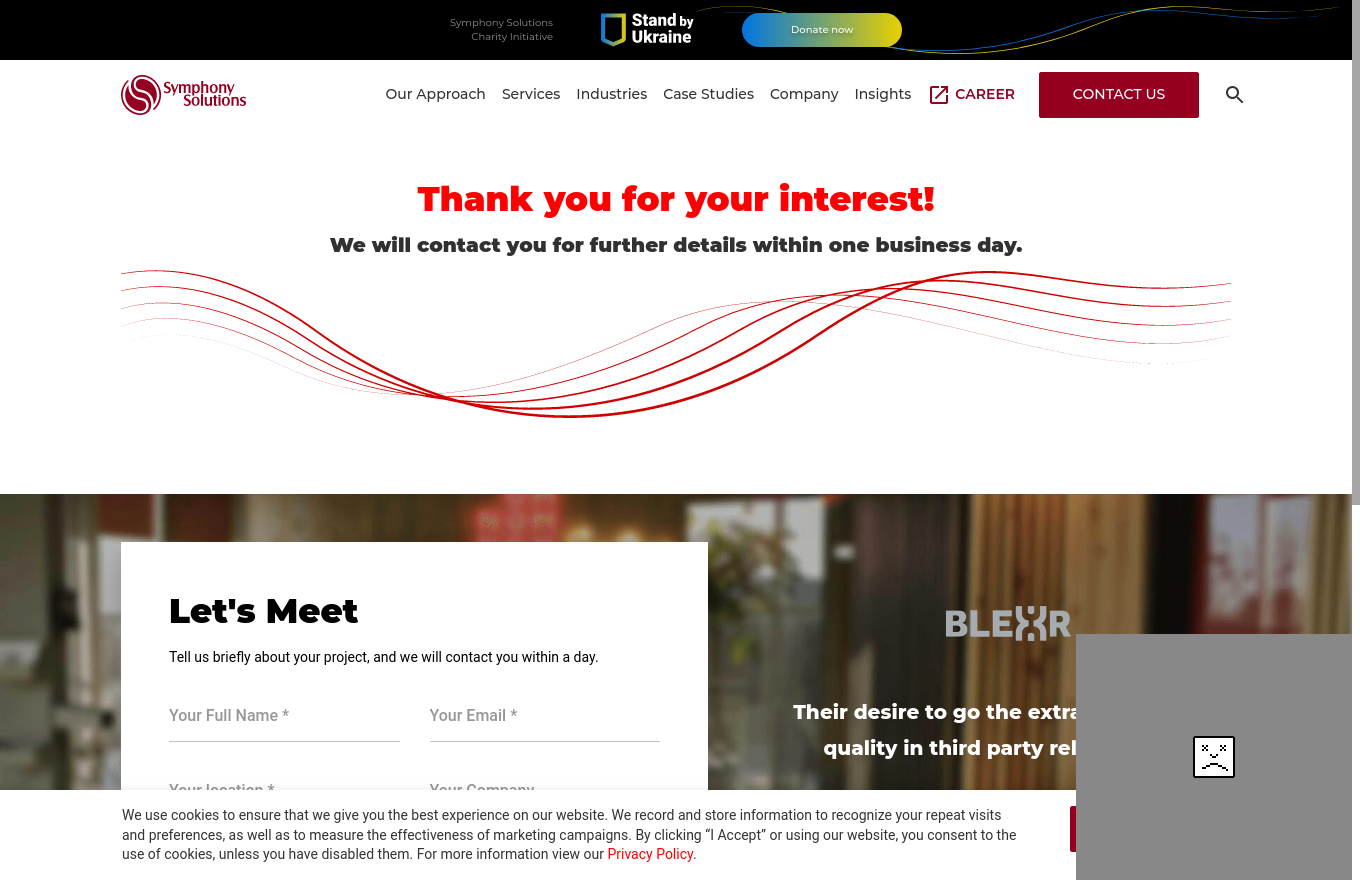 Symphony Solutions
Charity Initiative
Stand by
Ukraine
Donate now
Symphony
Solutions
Our Approach
Services
Industries
Case Studies
Company
Insights
CAREER
CONTACT US
Thank you for your interest!
We will contact you for further details within one business day.
Let's Meet
Tell us briefly about your project, and we will contact you within a day.
Your Full Name *
Your Email *
Your location *
Your Company
BLEXR
Their desire to go the extra
quality in third party rel
We use cookies to ensure that we give you the best experience on our website. We record and store information to recognize your repeat visits
and preferences, as well as to measure the effectiveness of marketing campaigns. By clicking “I Accept” or using our website, you consent to the
use of cookies, unless you have disabled them. For more information view our Privacy Policy.